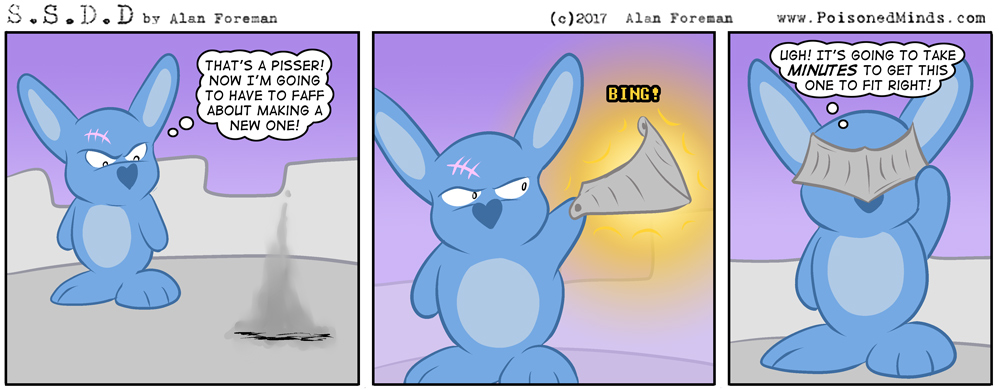 S.S.D.D by Alan Foreman (c)2017 Alan Foreman www.PoisonedMinds.com
THAT'S A PISSER!
NOW I'M GOING
TO HAVE TO FAFF
ABOUT MAKING A
NEW ONE!
BING!
UGH! IT'S GOING TO TAKE
MINUTES TO GET THIS
ONE TO FIT RIGHT!